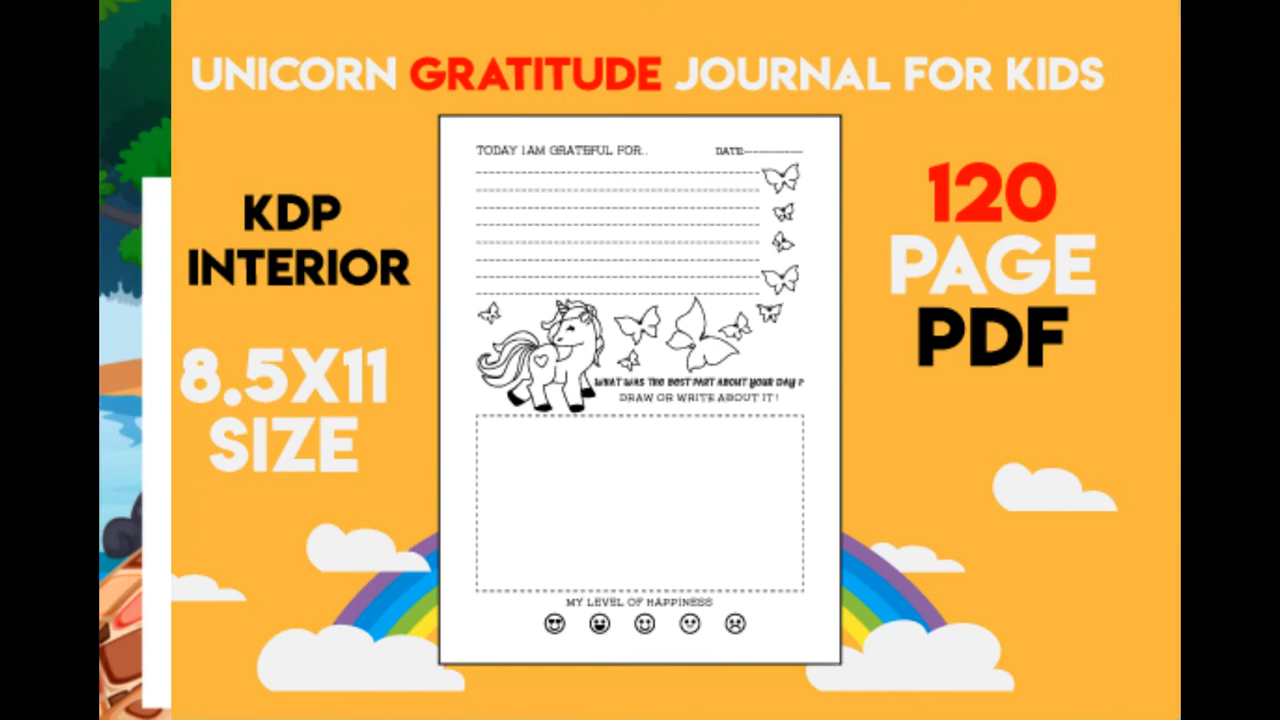 UNICORN GRATITUDE JOURNAL FOR KIDS
KDP
INTERIOR
8.5X11
SIZE
TODAY I AM GRATEFUL FOR..
DATE:
WHAT WAS THE BEST PART ABOUT YOUR DAY ?
DRAW OR WRITE ABOUT IT !
MY LEVEL OF HAPPINESS
120
PAGE
PDF